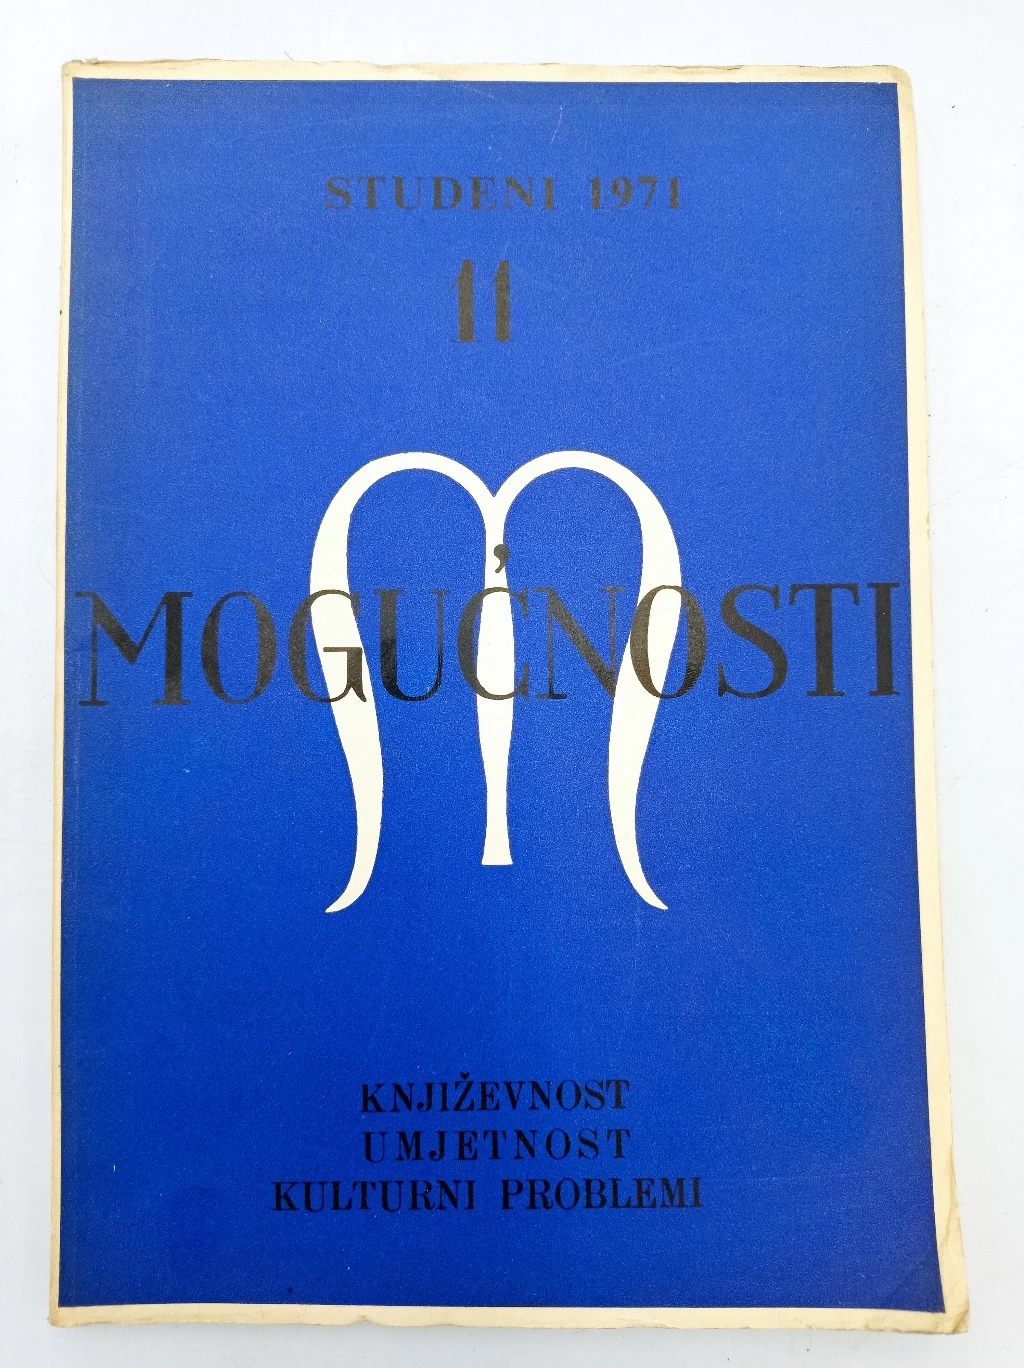 STUDENI 1971
11
M
MOGUĆNOSTI
KNJIŽEVNOST
UMJETNOST
KULTURNI PROBLEMI